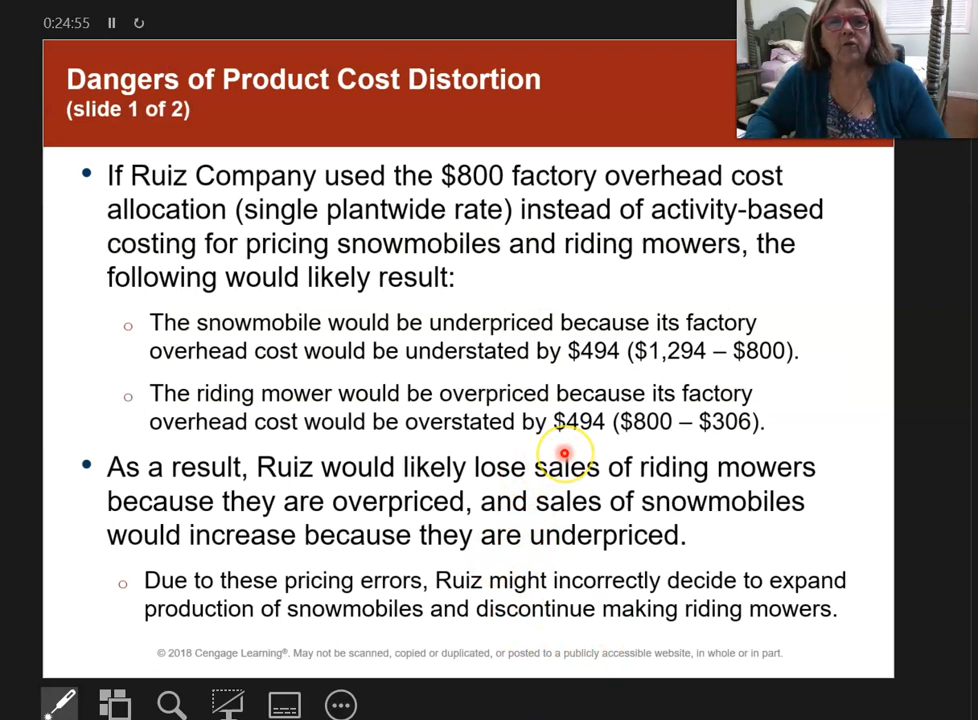 0:24:55
Dangers of Product Cost Distortion
(slide 1 of 2)
• If Ruiz Company used the $800 factory overhead cost
allocation (single plantwide rate) instead of activity-based
costing for pricing snowmobiles and riding mowers, the
following would likely result:
o The snowmobile would be underpriced because its factory
overhead cost would be understated by $494 ($1,294 – $800).
o The riding mower would be overpriced because its factory
overhead cost would be overstated by $494 ($800 – $306).
• As a result, Ruiz would likely lose sales of riding mowers
because they are overpriced, and sales of snowmobiles
would increase because they are underpriced.
o Due to these pricing errors, Ruiz might incorrectly decide to expand
production of snowmobiles and discontinue making riding mowers.
© 2018 Cengage Learning®. May not be scanned, copied or duplicated, or posted to a publicly accessible website, in whole or in part.